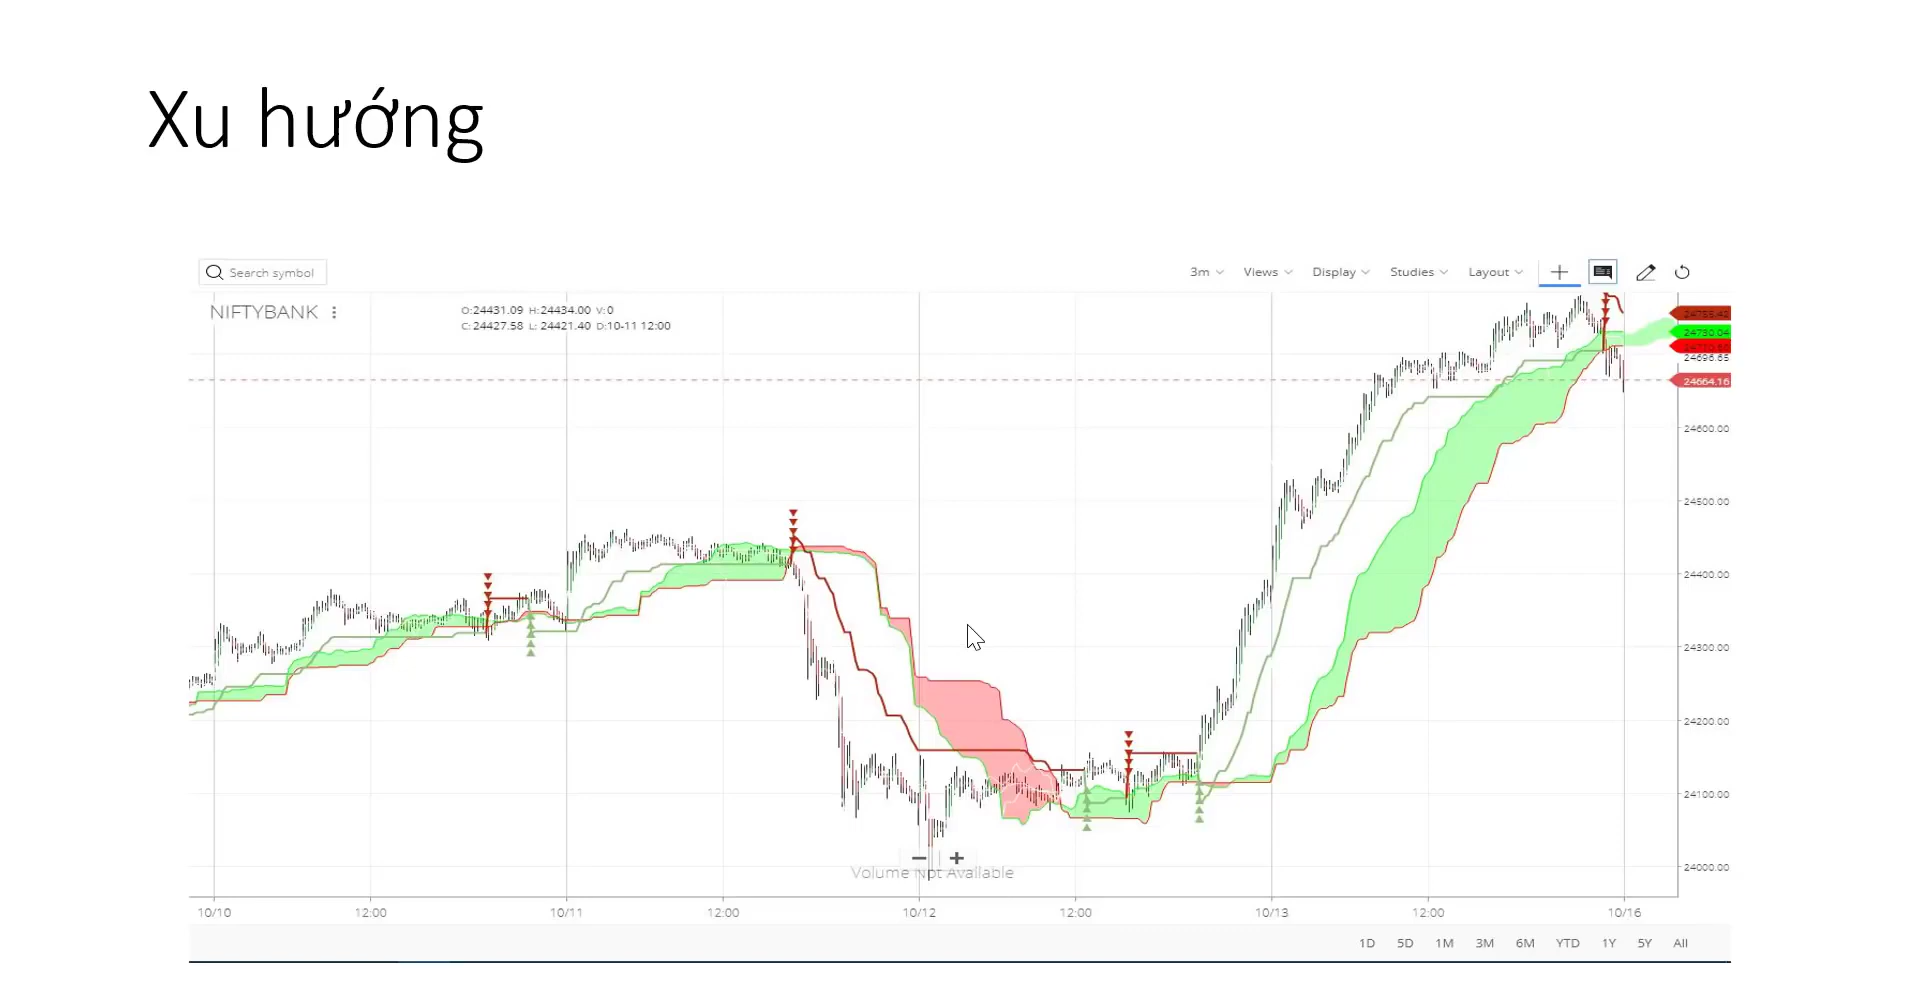 Xu hướng
Search symbol
3m Views Display Studies Layout
NIFTYBANK
O:24431.09 H:24434.00 V:0
C:24427.58 L: 24421.40 D:10-11 12:00
24730.04
24696.65
24664.16
24600.00
24500.00
24400.00
24300.00
24200.00
24100.00
24000.00
Volume Not Available
10/10 12:00 10/11 12:00 10/12 12:00 10/13 12:00 10/16
1D 5D 1M 3M 6M YTD 1Y 5Y All